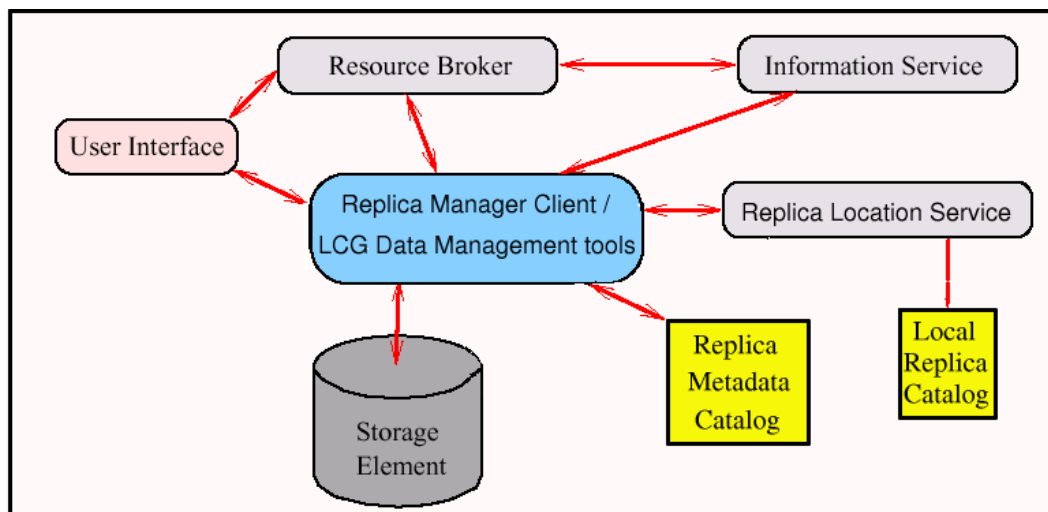 Resource Broker
Information Service
User Interface
Replica Manager Client /
LCG Data Management tools
Replica Location Service
Replica
Metadata
Catalog
Local
Replica
Catalog
Storage
Element